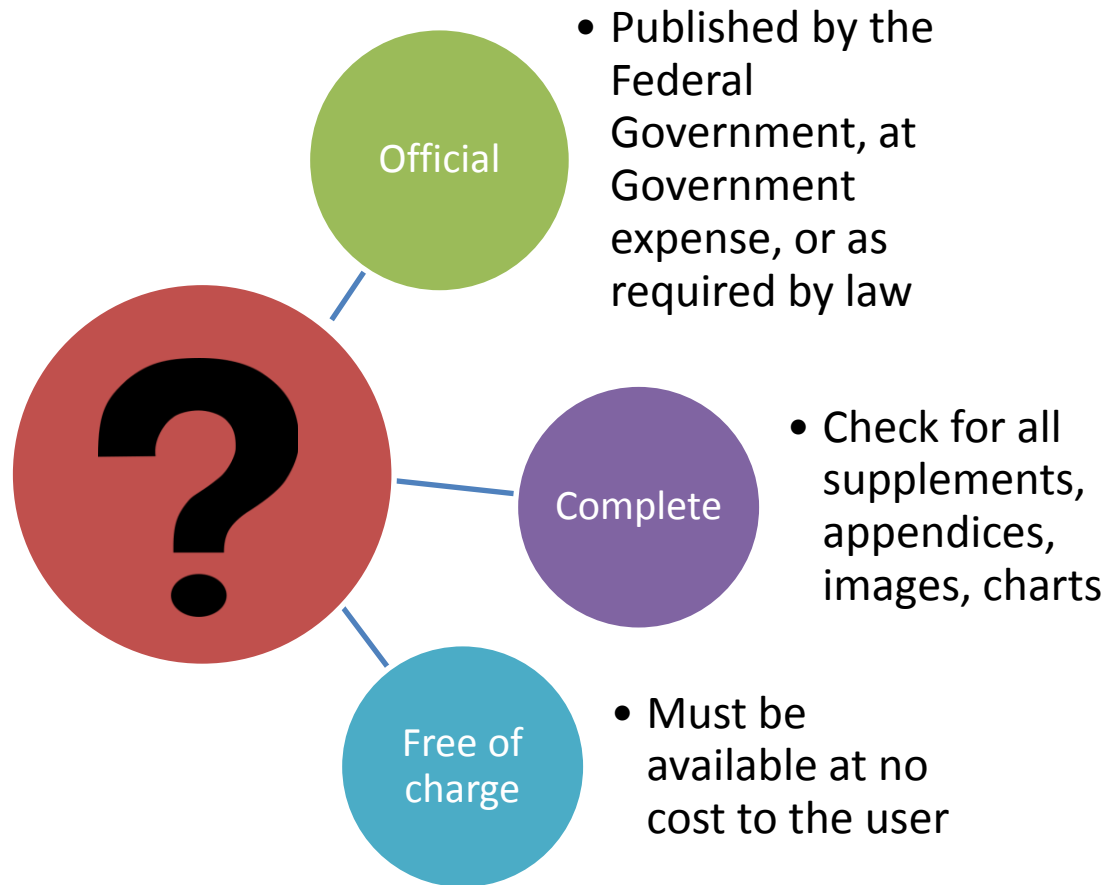 Official
• Published by the
Federal
Government, at
Government
expense, or as
required by law
?
Complete
• Check for all
supplements,
appendices,
images, charts
Free of
charge
• Must be
available at no
cost to the user